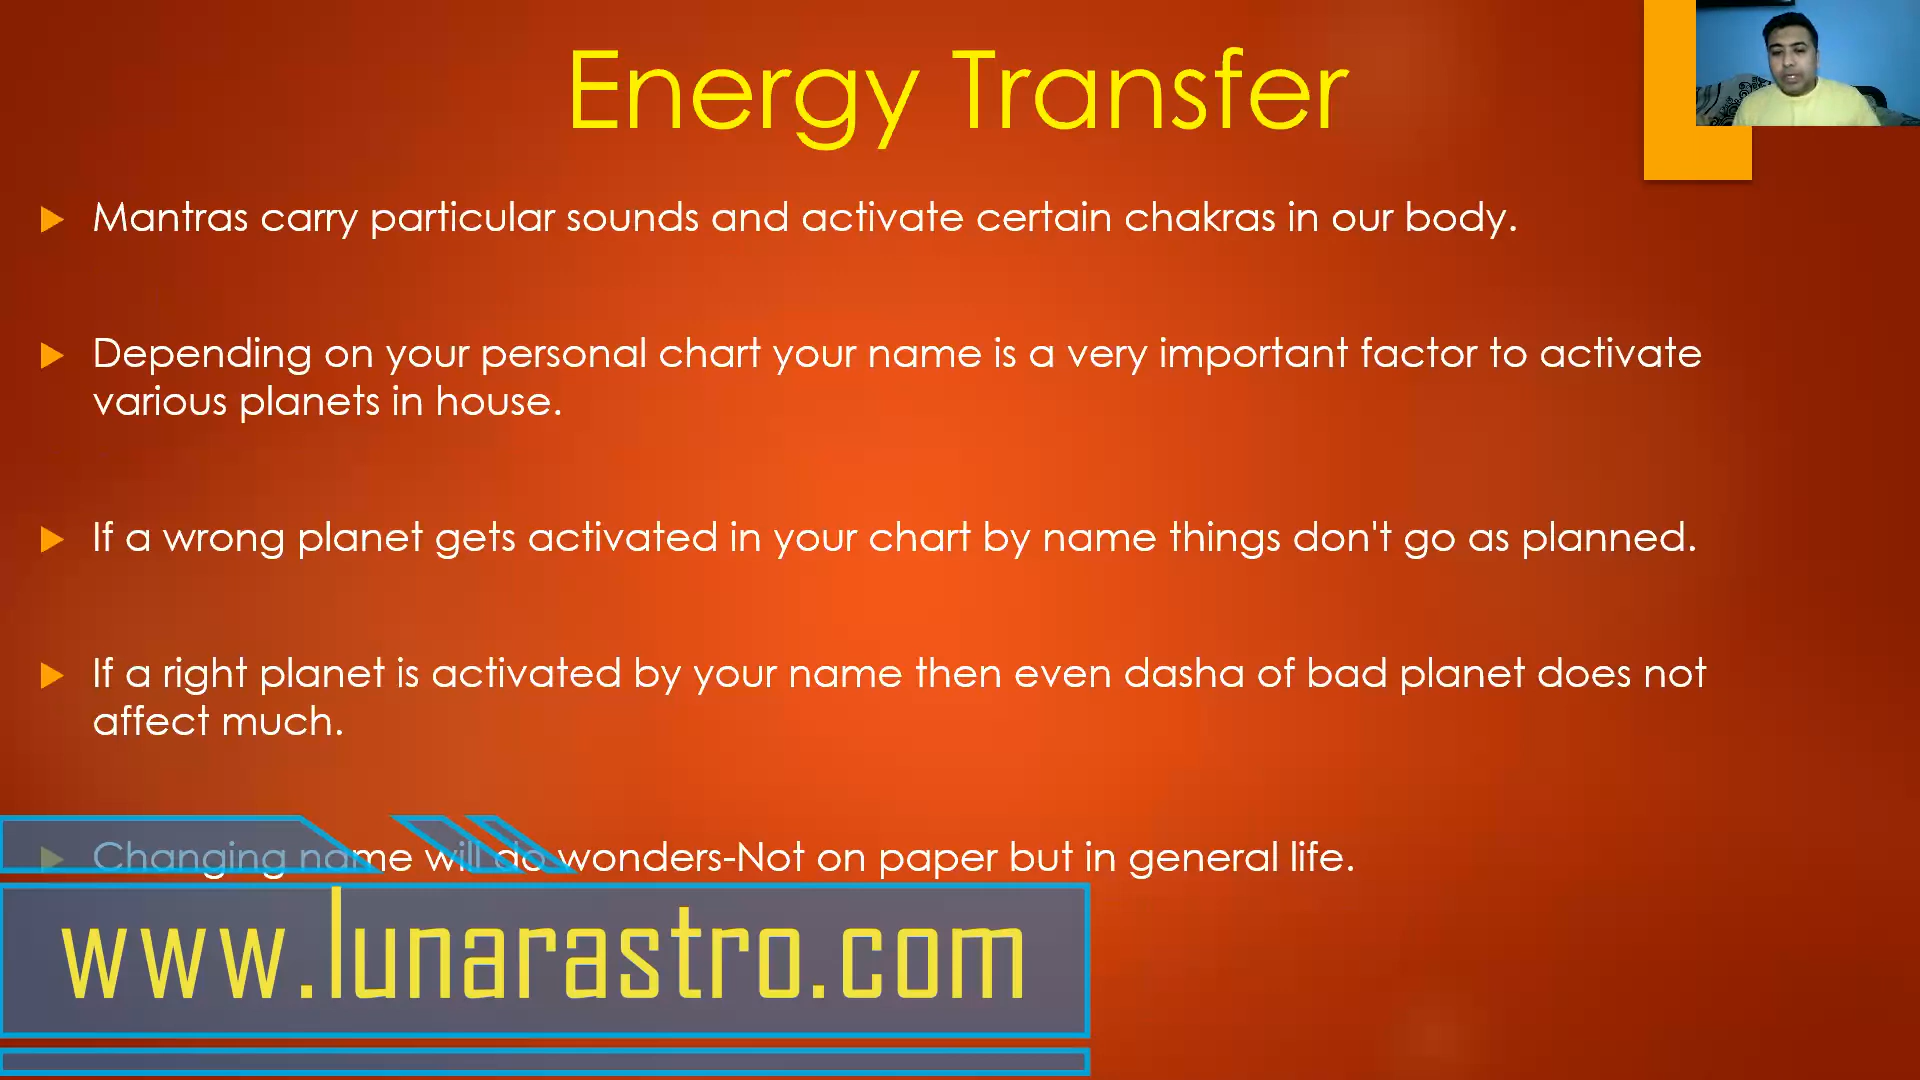 Energy Transfer
Mantras carry particular sounds and activate certain chakras in our body.
Depending on your personal chart your name is a very important factor to activate
various planets in house.
If a wrong planet gets activated in your chart by name things don't go as planned.
If a right planet is activated by your name then even dasha of bad planet does not
affect much.
Changing name will do wonders-Not on paper but in general life.
www.lunarastro.com